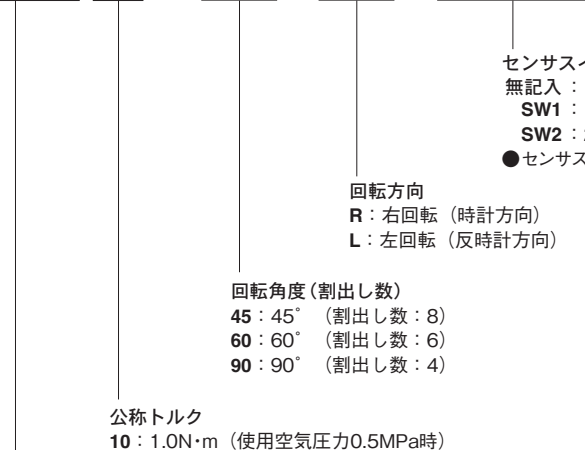 センサスイ
無記入：
SW1：
SW2：
●センサス
回転方向
R：右回転（時計方向）
L：左回転（反時計方向）
回転角度（割出し数）
45：45°（割出し数：8）
60：60°（割出し数：6）
90：90°（割出し数：4）
公称トルク
10：1.0N･m（使用空気圧力0.5MPa時）